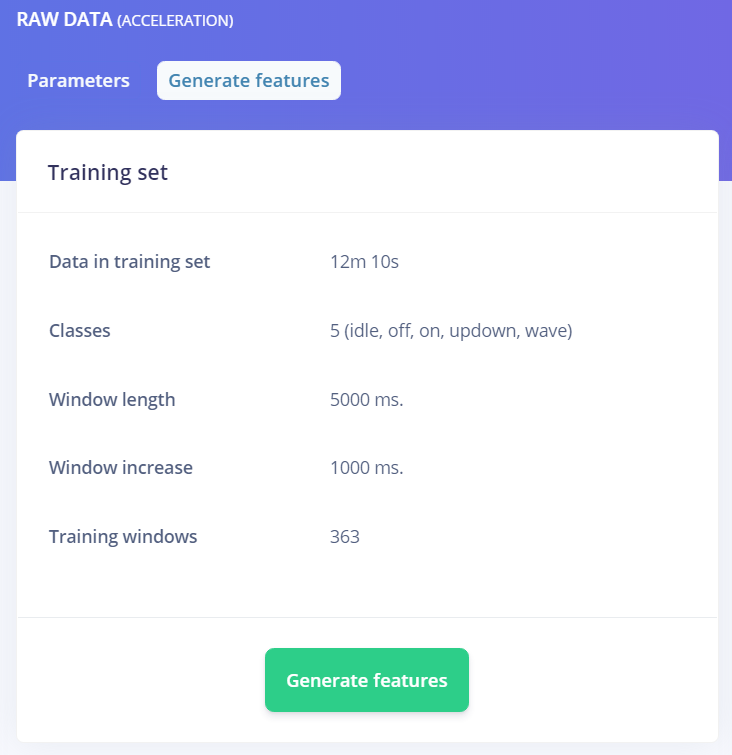 RAW DATA (ACCELERATION)
Parameters Generate features
Training set
Data in training set 12m 10s
Classes 5 (idle, off, on, updown, wave)
Window length 5000 ms.
Window increase 1000 ms.
Training windows 363
Generate features